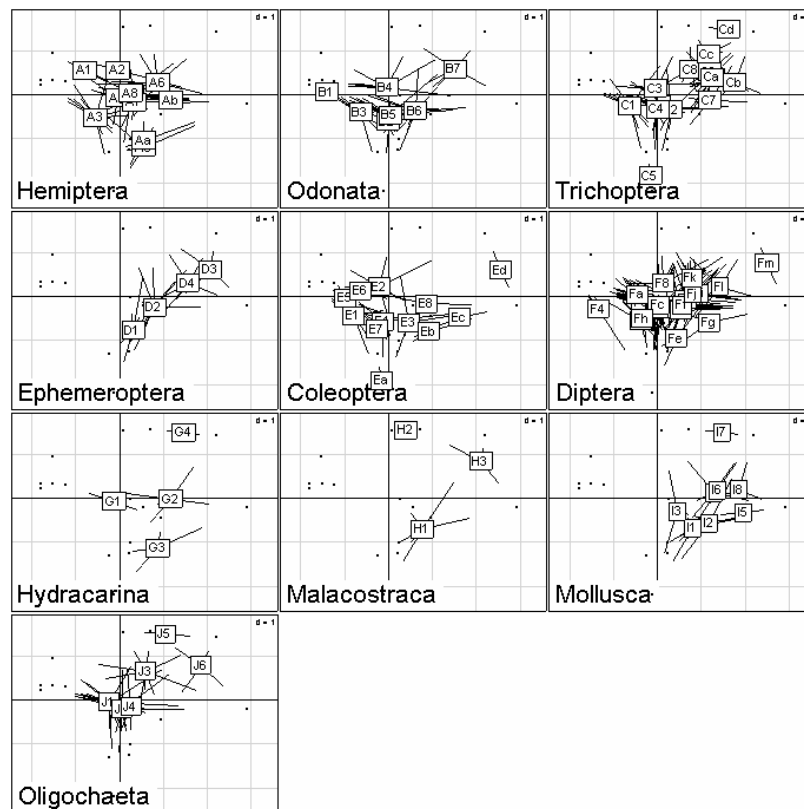 d = 1
A1 A2 A6
A8 Ab
A3
Aa
Hemiptera
d = 1
B7
B4
B1
B3 B5 B6
Odonata
d = 1
Cd
Cc
C8 Ca Cb
C3
C1 C4 C7
C5
Trichoptera
d = 1
D3
D4
D2
D1
Ephemeroptera
d = 1
Ed
E2
E5 E6
E8
E1 E3 Ec
E7 Eb
Ea
Coleoptera
d = 1
Fm
F8 Fk Fl
Fa Fj
F4 Fc
Fh Fg
Fe
Diptera
d = 1
G4
G1 G2
G3
Hydracarina
d = 1
H2
H3
H1
Malacostraca
d = 1
I7
I6 I8
I3 I5
I1 I2
Mollusca
d = 1
J5
J3 J6
J1 J4
Oligochaeta